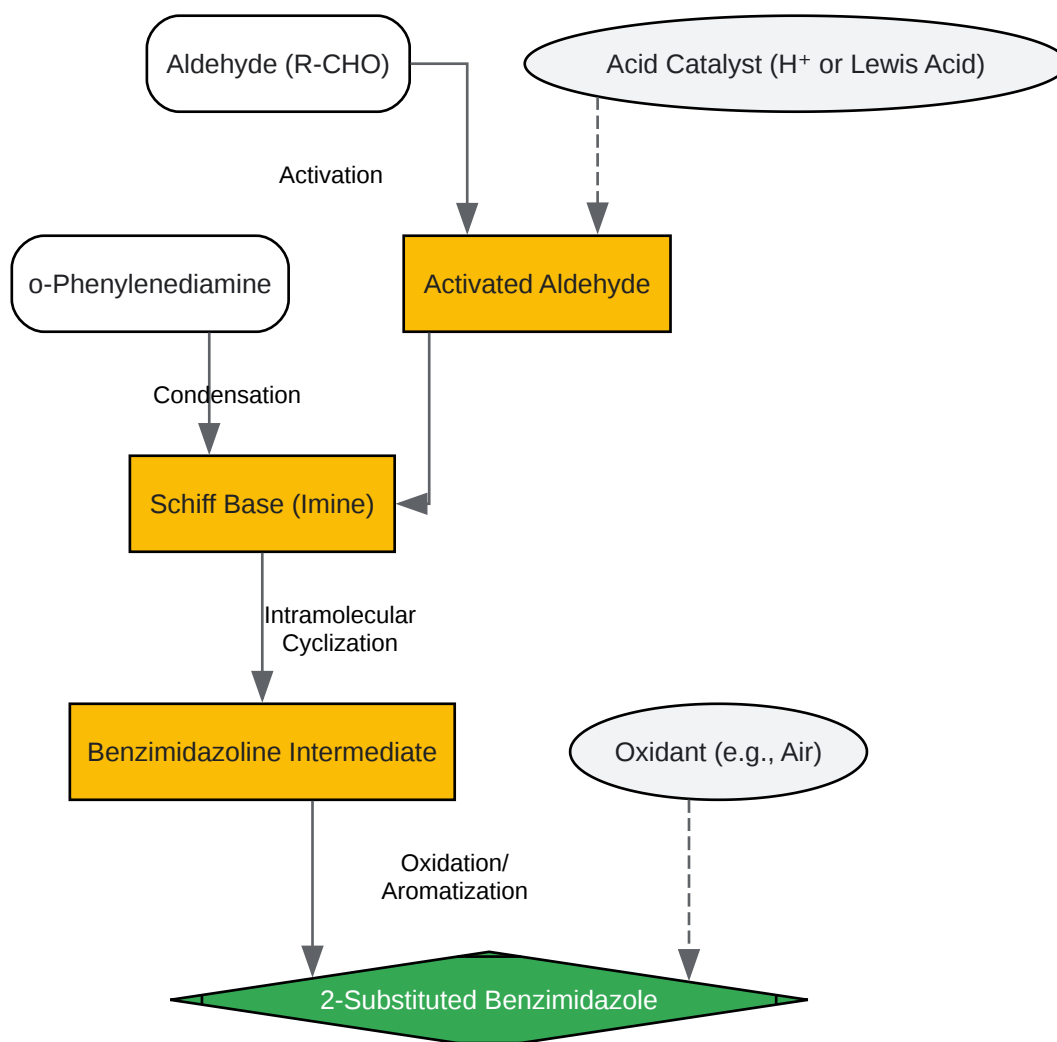 Aldehyde (R-CHO)
Acid Catalyst (H⁺ or Lewis Acid)
Activation
o-Phenylenediamine
Activated Aldehyde
Condensation
Schiff Base (Imine)
Intramolecular
Cyclization
Benzimidazoline Intermediate
Oxidant (e.g., Air)
Oxidation/
Aromatization
2-Substituted Benzimidazole